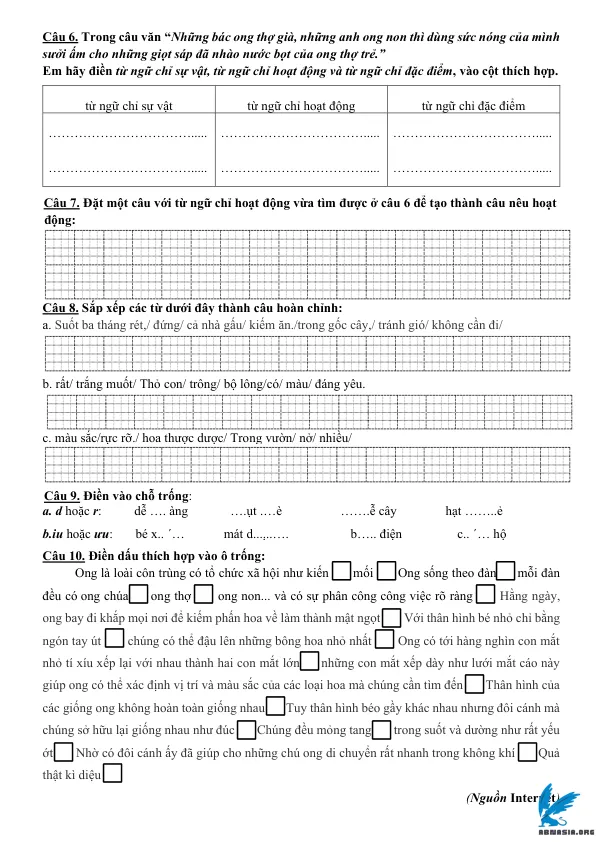 Câu 6. Trong câu văn “Những bác ong thợ già, những anh ong non thì dùng sức nóng của mình
sưởi ấm cho những giọt sáp đã nhào nước bọt của ong thợ trẻ.”
Em hãy điền từ ngữ chỉ sự vật, từ ngữ chỉ hoạt động và từ ngữ chỉ đặc điểm, vào cột thích hợp.
từ ngữ chỉ sự vật từ ngữ chỉ hoạt động từ ngữ chỉ đặc điểm
……………………………..... ……………………………..... …………………………….....
……………………………..... ……………………………..... …………………………….....
Câu 7. Đặt một câu với từ ngữ chỉ hoạt động vừa tìm được ở câu 6 để tạo thành câu nêu hoạt
động:
Câu 8. Sắp xếp các từ dưới đây thành câu hoàn chỉnh:
a. Suốt ba tháng rét,/ đứng/ cả nhà gấu/ kiếm ăn./trong gốc cây,/ tránh gió/ không cần đi/
b. rất/ trắng muốt/ Thỏ con/ trông/ bộ lông/có/ màu/ đáng yêu.
c. màu sắc/rực rỡ./ hoa thược dược/ Trong vườn/ nở/ nhiều/
Câu 9. Điền vào chỗ trống:
a. d hoặc r: dễ …. àng ….ụt .…è …….ễ cây hạt ……..ẻ
b.iu hoặc ưu: bé x.. ´… mát d...,..…. b….. điện c.. ´… hộ
Câu 10. Điền dấu thích hợp vào ô trống:
Ong là loài côn trùng có tổ chức xã hội như kiến □ mối □ Ong sống theo đàn □ mỗi đàn
đều có ong chúa □ ong thợ □ ong non... và có sự phân công công việc rõ ràng □ Hằng ngày,
ong bay đi khắp mọi nơi để kiếm phấn hoa về làm thành mật ngọt □ Với thân hình bé nhỏ chỉ bằng
ngón tay út □ chúng có thể đậu lên những bông hoa nhỏ nhất □ Ong có tới hàng nghìn con mắt
nhỏ tí xíu xếp lại với nhau thành hai con mắt lớn □ những con mắt xếp dày như lưới mắt cáo này
giúp ong có thể xác định vị trí và màu sắc của các loại hoa mà chúng cần tìm đến □ Thân hình của
các giống ong không hoàn toàn giống nhau □ Tuy thân hình béo gầy khác nhau nhưng đôi cánh mà
chúng sở hữu lại giống nhau như đúc □ Chúng đều mỏng tang □ trong suốt và dường như rất yếu
ớt □ Nhờ có đôi cánh ấy đã giúp cho những chú ong di chuyển rất nhanh trong không khí □ Quả
thật kì diệu □
(Nguồn Internet)
ABMASIA.ORG